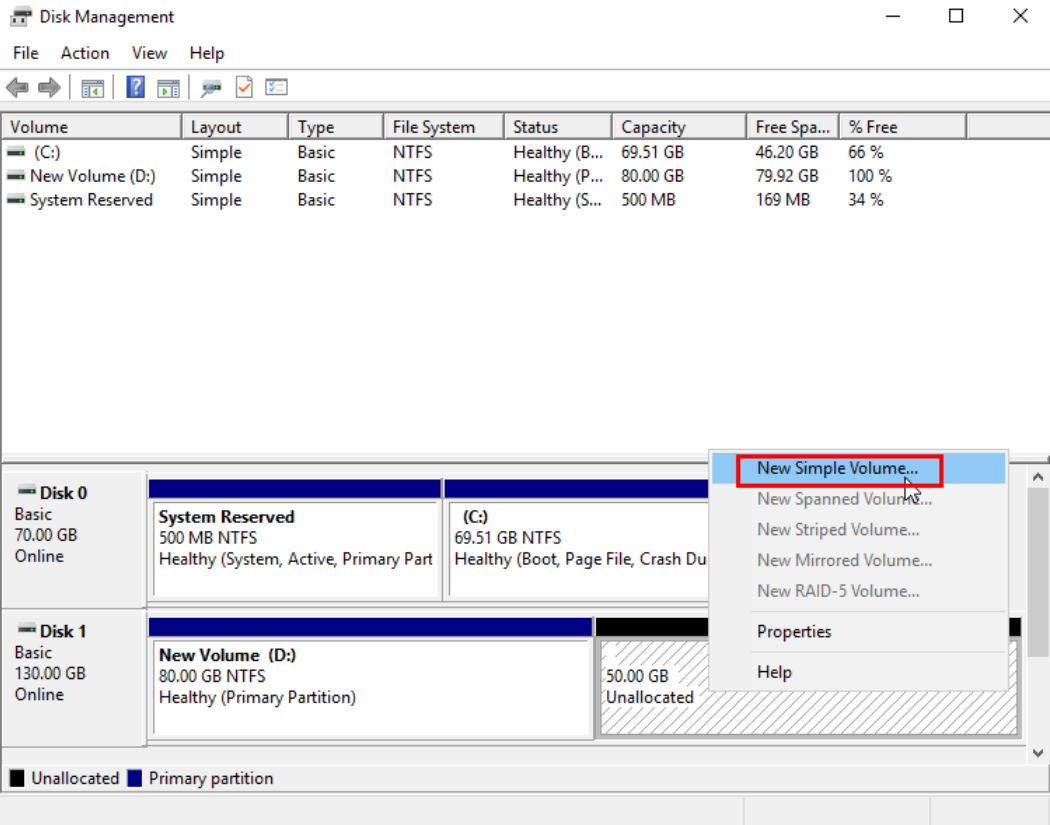 Disk Management
File Action View Help
Volume Layout Type File System Status Capacity Free Spa... % Free
(C:) Simple Basic NTFS Healthy (B... 69.51 GB 46.20 GB 66 %
New Volume (D:) Simple Basic NTFS Healthy (P... 80.00 GB 79.92 GB 100 %
System Reserved Simple Basic NTFS Healthy (S... 500 MB 169 MB 34 %
Disk 0
Basic
70.00 GB
Online
System Reserved
500 MB NTFS
Healthy (System, Active, Primary Part
(C:)
69.51 GB NTFS
Healthy (Boot, Page File, Crash Du
New Simple Volume...
New Spanned Volume...
New Striped Volume...
New Mirrored Volume...
New RAID-5 Volume...
Properties
Help
Disk 1
Basic
130.00 GB
Online
New Volume (D:)
80.00 GB NTFS
Healthy (Primary Partition)
50.00 GB
Unallocated
Unallocated Primary partition